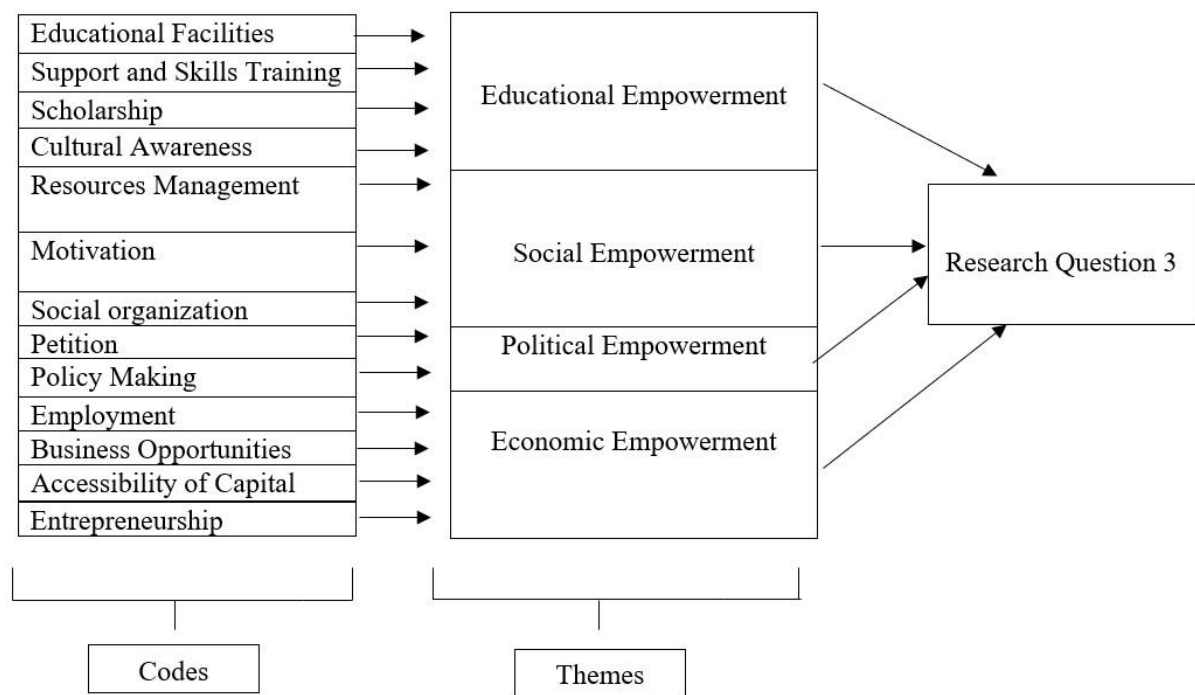 Educational Facilities
Support and Skills Training
Scholarship
Cultural Awareness
Resources Management
Motivation
Social organization
Petition
Policy Making
Employment
Business Opportunities
Accessibility of Capital
Entrepreneurship
Educational Empowerment
Social Empowerment
Political Empowerment
Economic Empowerment
Research Question 3
Codes
Themes